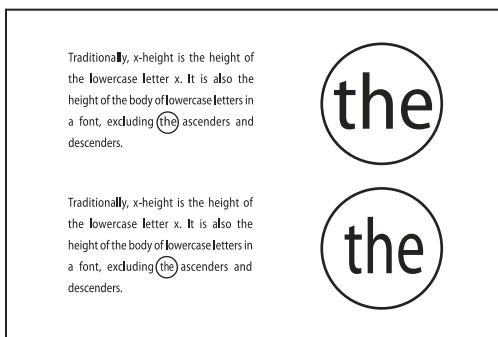 Traditionally, x-height is the height of
the lowercase letter x. It is also the
height of the body of lowercase letters in
a font, excluding the ascenders and
descenders.
the
Traditionally, x-height is the height of
the lowercase letter x. It is also the
height of the body of lowercase letters in
a font, excluding the ascenders and
descenders.
the